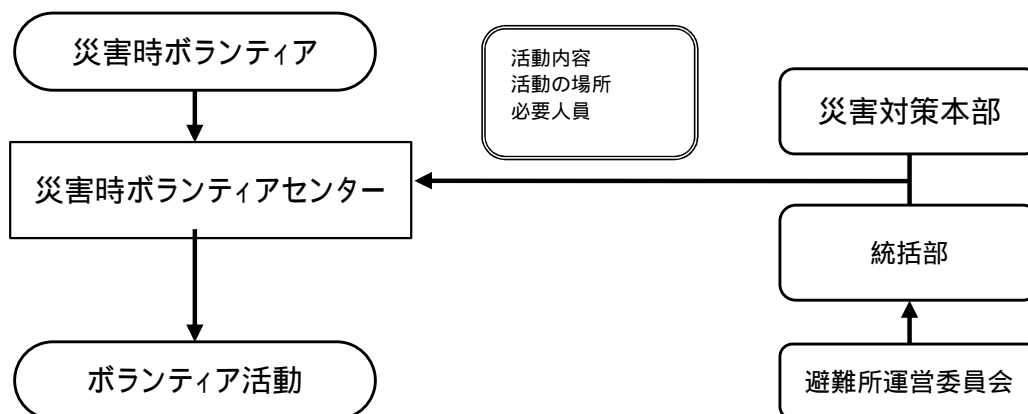 災害時ボランティア
活動内容
活動の場所
必要人員
災害対策本部
災害時ボランティアセンター
統括部
ボランティア活動
避難所運営委員会